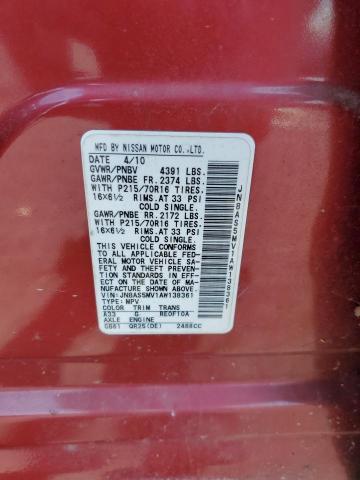 MFD BY NISSAN MOTOR CO.,LTD.
DATE 4/10
GVWR/PNBV 4391 LBS.
GAWR/PNBE FR. 2374 LBS.
WITH P215/70R16 TIRES,
16X6½ RIMS.AT 33 PSI
COLD SINGLE.
GAWR/PNBE RR. 2172 LBS.
WITH P215/70R16 TIRES,
16X6½ RIMS.AT 33 PSI
COLD SINGLE.
THIS VEHICLE CONFORMS
TO ALL APPLICABLE FED-
ERAL MOTOR VEHICLE SA-
FETY AND THEFT PREVEN-
TION STANDARDS IN EFF-
ECT ON THE DATE OF MA-
NUFACTURE SHOWN ABOVE.
VIN:JN8AS5MV1AW138361
TYPE:MPV
COLOR TRIM TRANS
A33 G RE0F10A
AXLE ENGINE
GB61 QR25(DE) 2488CC
JN8AS5MV1AW138361